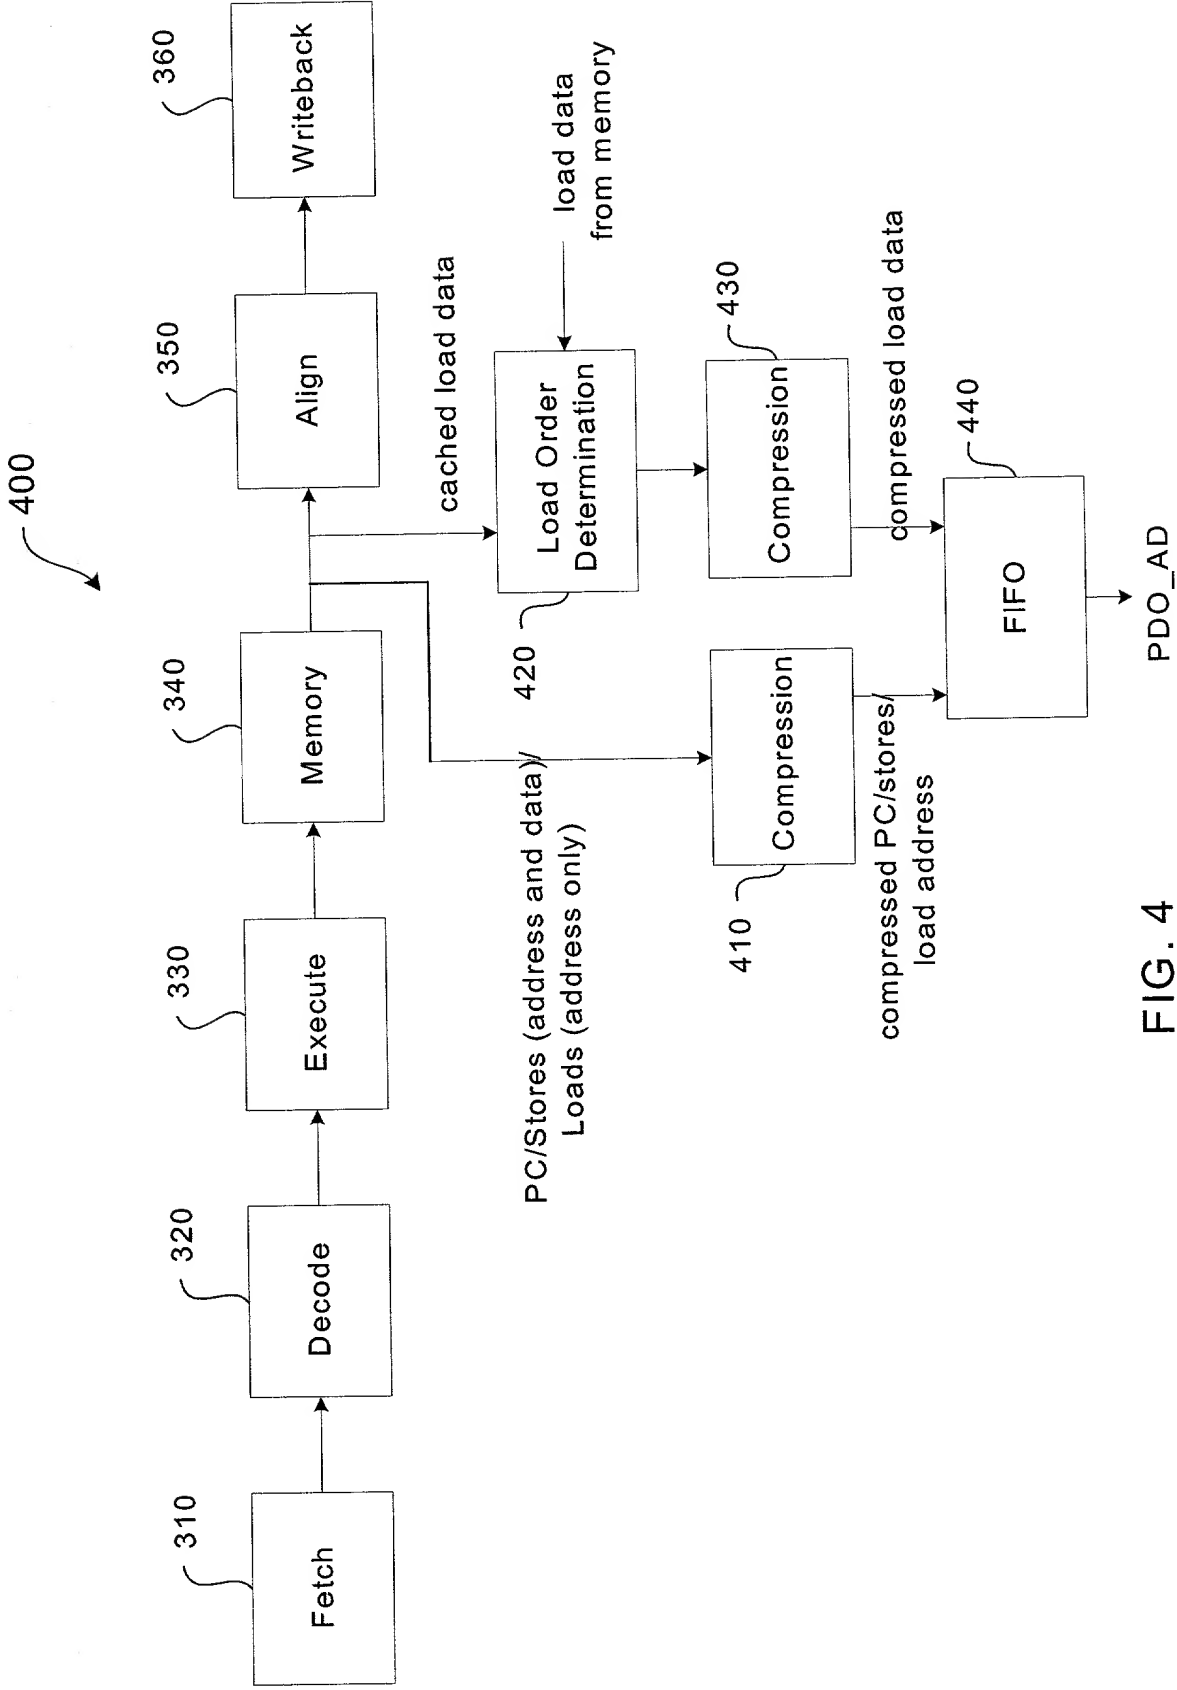 400
310
320
330
340
350
360
Fetch
Decode
Execute
Memory
Align
Writeback
cached load data
PC/Stores (address and data)/
Loads (address only)
420
Load Order
Determination
load data
from memory
410
Compression
430
Compression
compressed PC/stores/
load address
compressed load data
440
FIFO
PDO_AD
FIG. 4